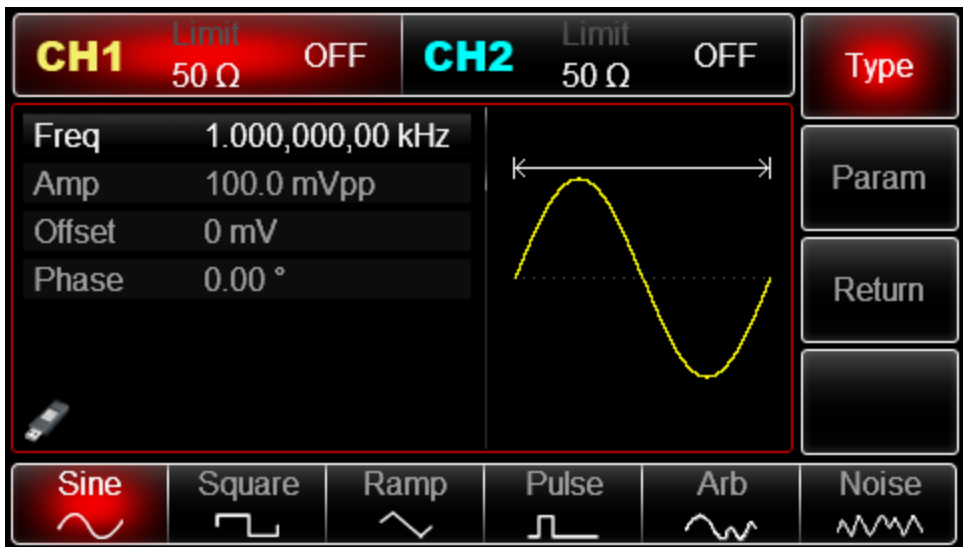 CH1 Limit 50 Ω OFF
CH2 Limit 50 Ω OFF
Type
Freq 1.000,000,00 kHz
Amp 100.0 mVpp
Offset 0 mV
Phase 0.00 °
Param
Return
Sine Square Ramp Pulse Arb Noise